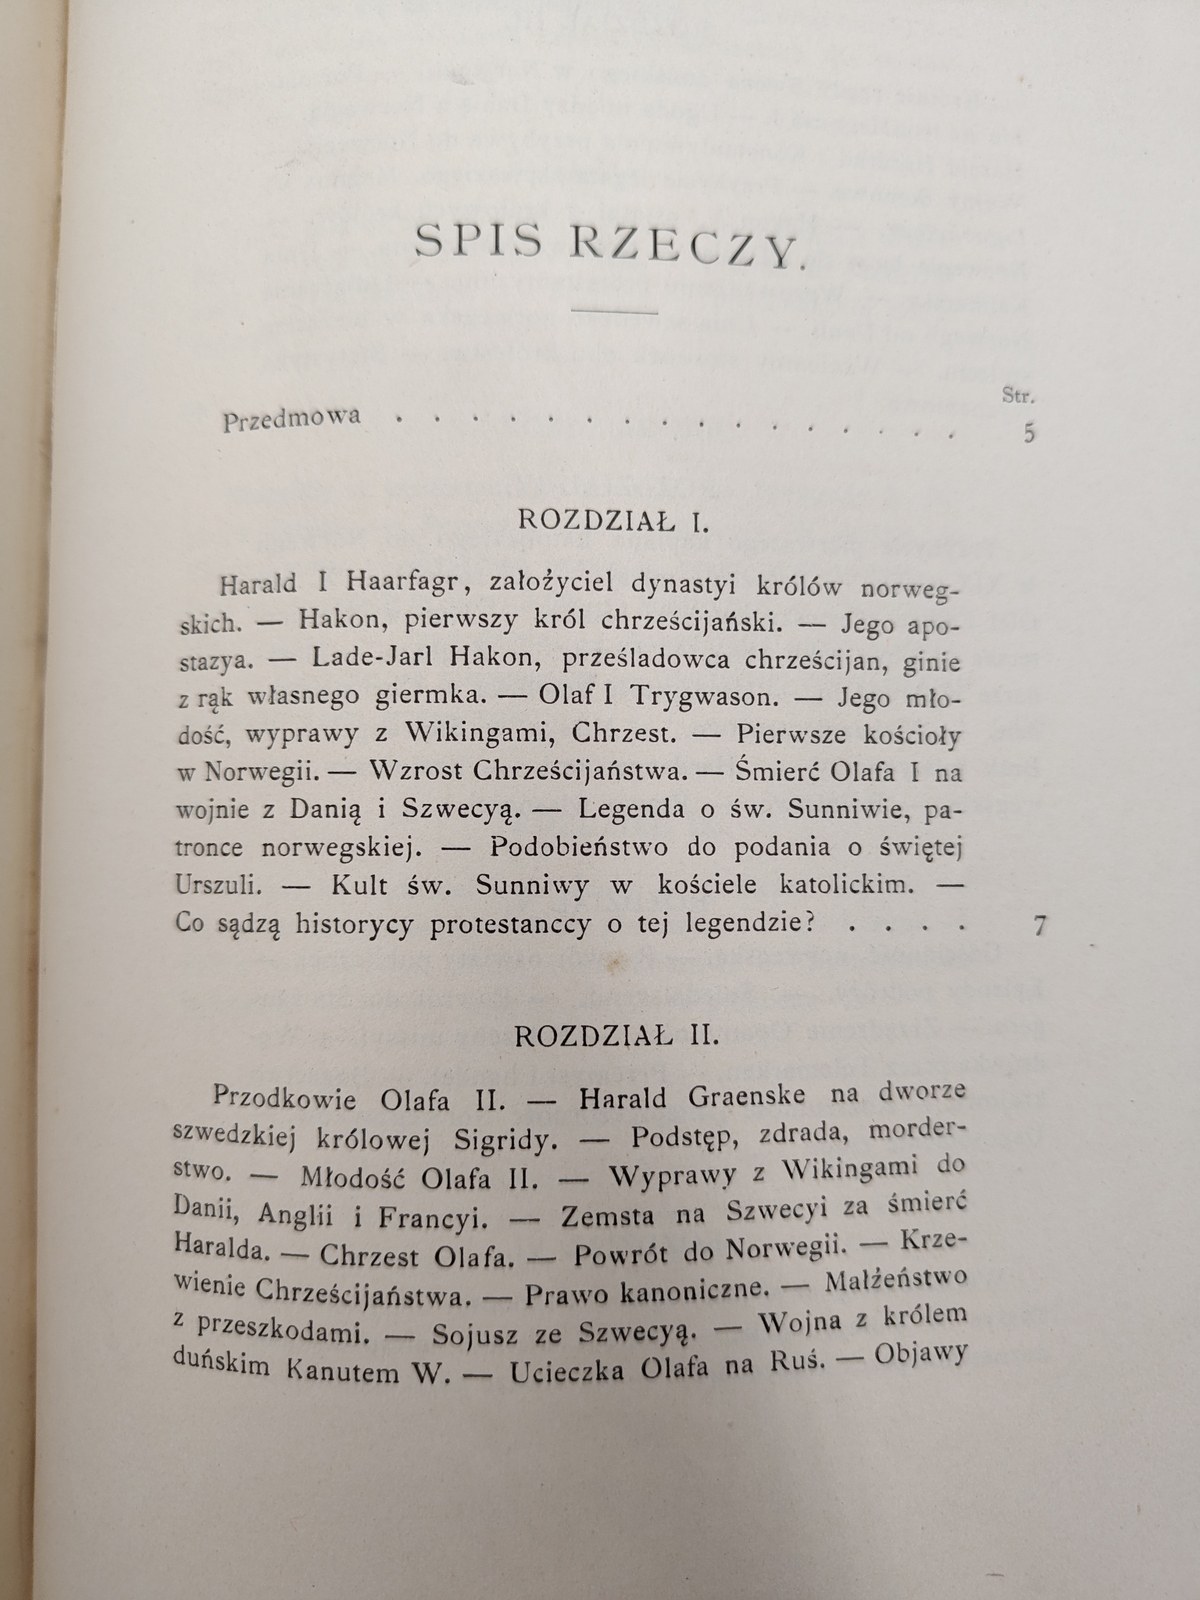 SPIS RZECZY.
Str.
Przedmowa . . . . . . . . . . . . . . . . 5
ROZDZIAŁ I.
Harald I Haarfagr, założyciel dynastyi królów norweg-
skich. — Hakon, pierwszy król chrześcijański. — Jego apo-
stazya. — Lade-Jarl Hakon, prześladowca chrześcijan, ginie
z rąk własnego giermka. — Olaf I Trygwason. — Jego mło-
dość, wyprawy z Wikingami, Chrzest. — Pierwsze kościoły
w Norwegii. — Wzrost Chrześcijaństwa. — Śmierć Olafa I na
wojnie z Danią i Szwecyą. — Legenda o św. Sunniwie, pa-
tronce norwegskiej. — Podobieństwo do podania o świętej
Urszuli. — Kult św. Sunniwy w kościele katolickim. —
Co sądzą historycy protestanccy o tej legendzie? . . . . 7
ROZDZIAŁ II.
Przodkowie Olafa II. — Harald Graenske na dworze
szwedzkiej królowej Sigridy. — Podstęp, zdrada, morder-
stwo. — Młodość Olafa II. — Wyprawy z Wikingami do
Danii, Anglii i Francyi. — Zemsta na Szwecyi za śmierć
Haralda. — Chrzest Olafa. — Powrót do Norwegii. — Krze-
wienie Chrześcijaństwa. — Prawo kanoniczne. — Małżeństwo
z przeszkodami. — Sojusz ze Szwecyą. — Wojna z królem
duńskim Kanutem W. — Ucieczka Olafa na Ruś. — Objawy